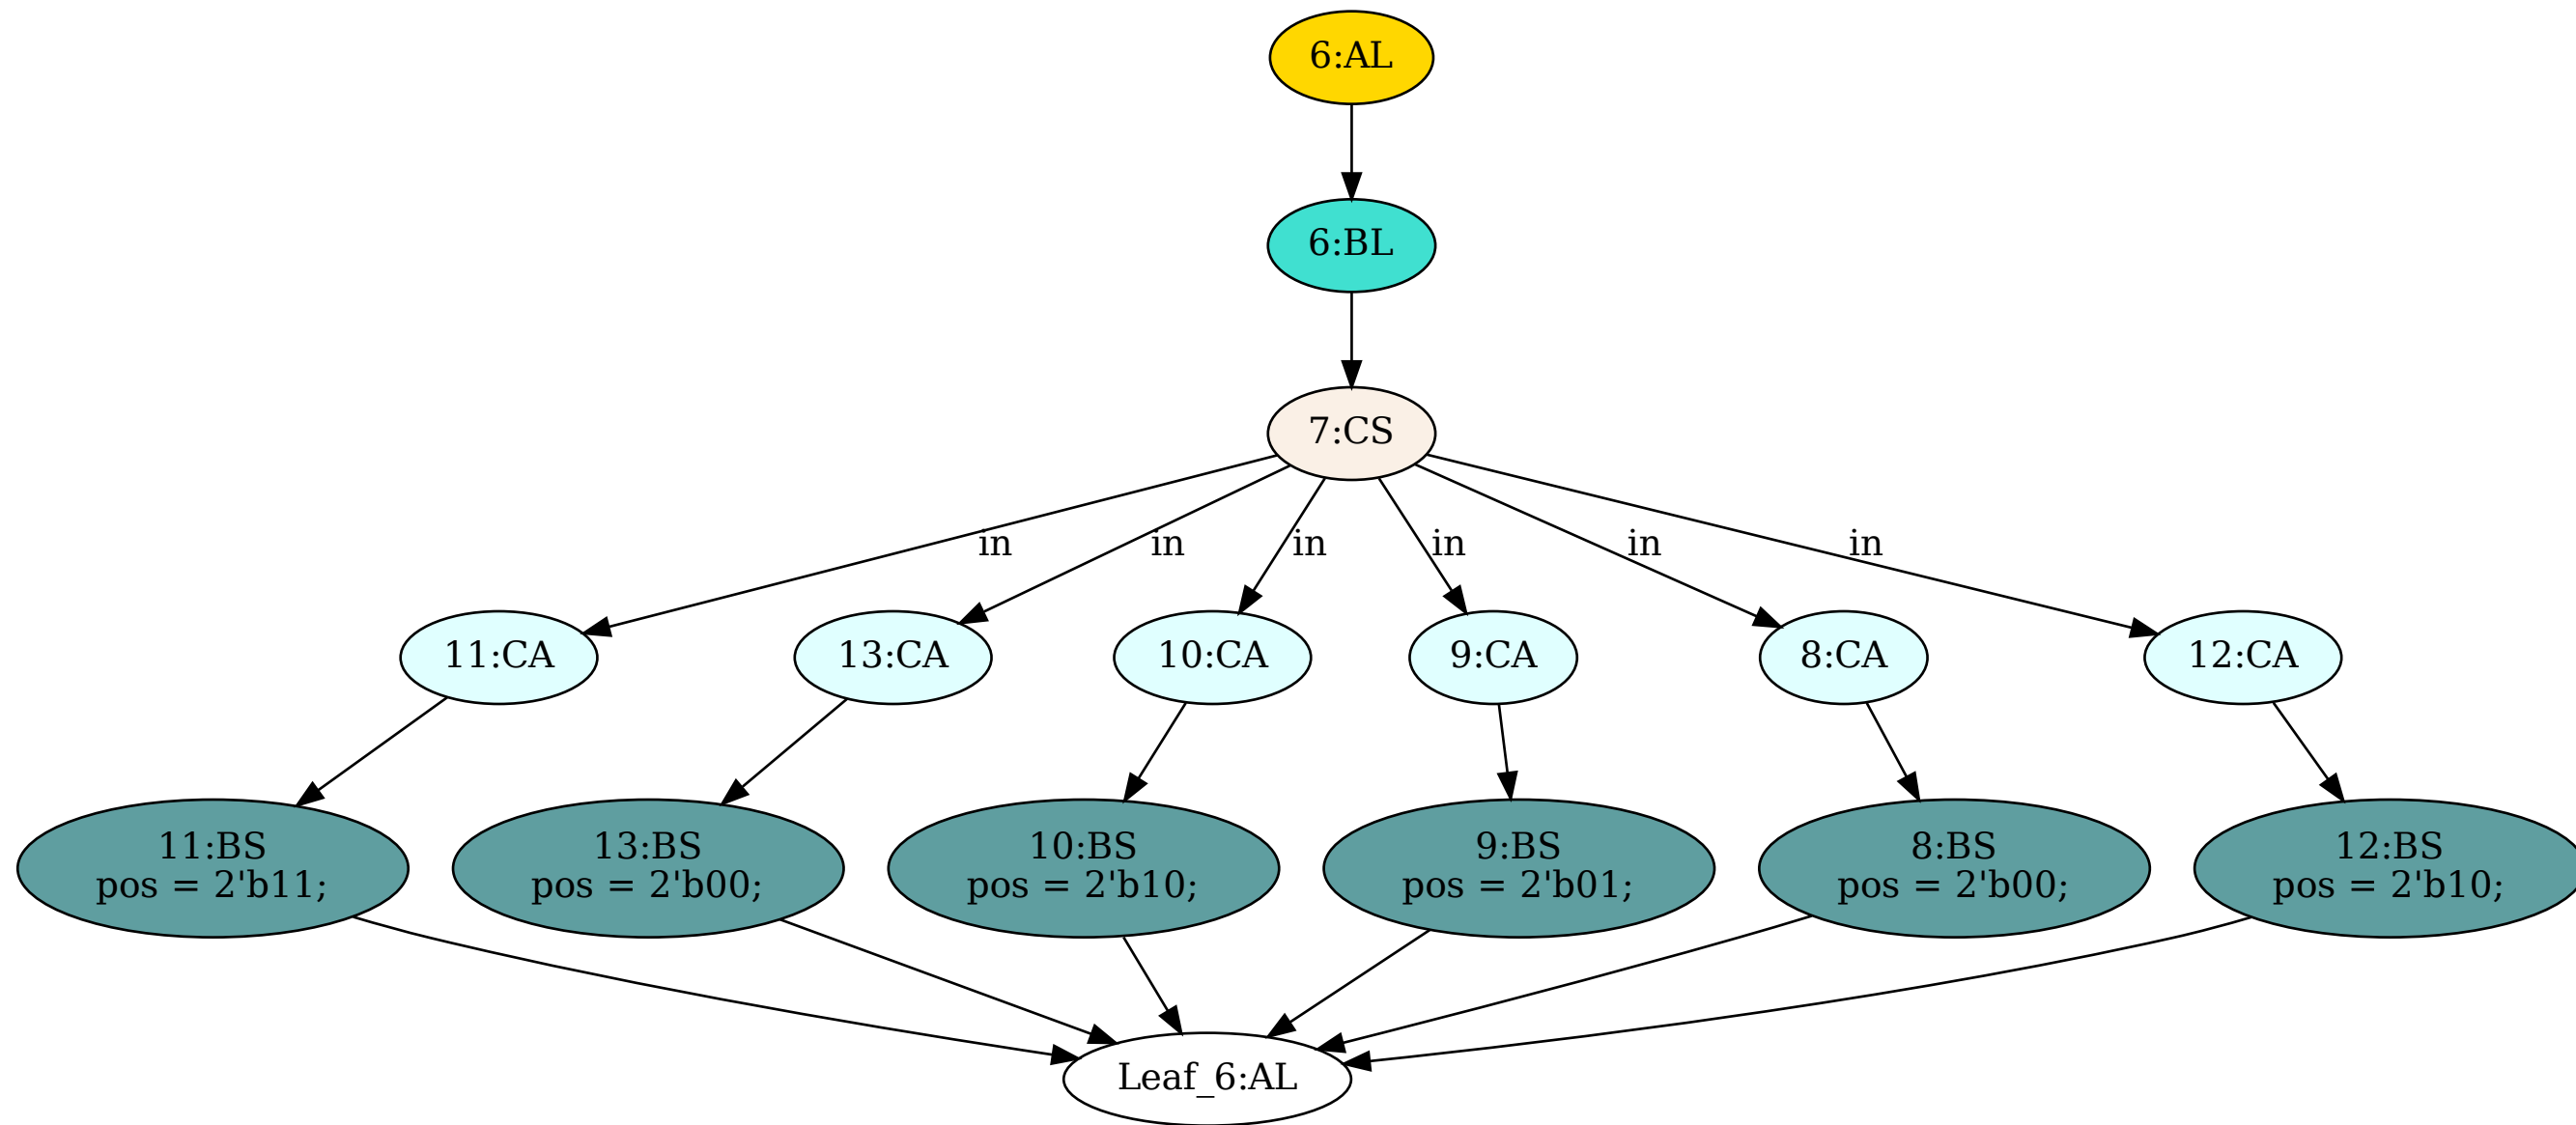 6:AL
6:BL
7:CS
in
in
in
in
in
in
11:CA
13:CA
10:CA
9:CA
8:CA
12:CA
11:BS
pos = 2'b11;
13:BS
pos = 2'b00;
10:BS
pos = 2'b10;
9:BS
pos = 2'b01;
8:BS
pos = 2'b00;
12:BS
pos = 2'b10;
Leaf_6:AL